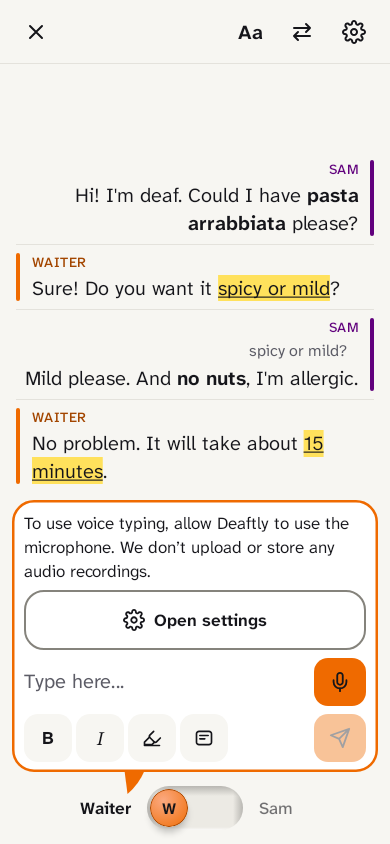 Aa
SAM
Hi! I'm deaf. Could I have pasta
arrabbiata please?
WAITER
Sure! Do you want it spicy or mild?
SAM
spicy or mild?
Mild please. And no nuts, I'm allergic.
WAITER
No problem. It will take about 15
minutes.
To use voice typing, allow Deaftly to use the
microphone. We don’t upload or store any
audio recordings.
Open settings
Type here...
B I
Waiter W Sam